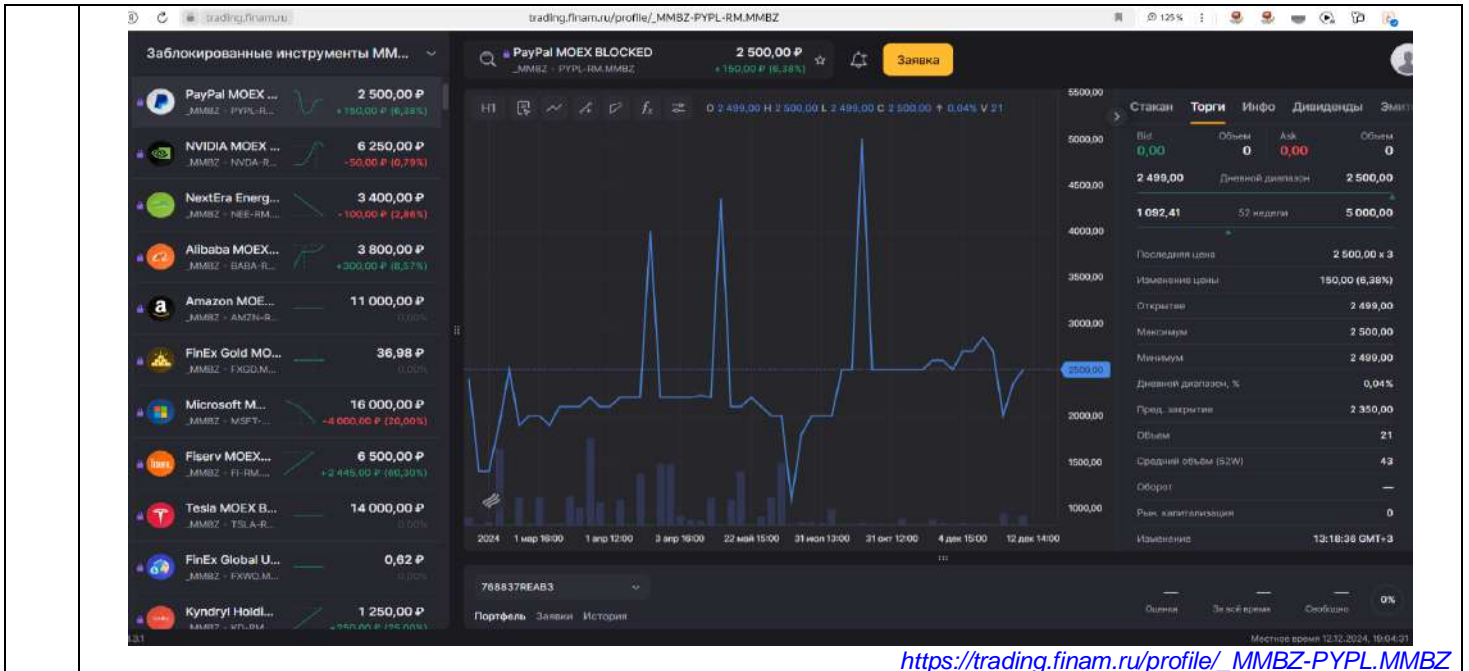 trading.finam.ru
trading.finam.ru/profile/_MMBZ-PYPL-RM.MMBZ
125 %
Заблокированные инструменты ММ...
PayPal MOEX ... 2 500,00 ₽
_MMBZ - PYPL-R... +150,00 ₽ (6,38%)
NVIDIA MOEX ... 6 250,00 ₽
_MMBZ - NVDA-R... -50,00 ₽ (0,79%)
NextEra Energ... 3 400,00 ₽
_MMBZ - NEE-RM.... -100,00 ₽ (2,86%)
Alibaba MOEX... 3 800,00 ₽
_MMBZ - BABA-R... +300,00 ₽ (8,57%)
Amazon MOE... 11 000,00 ₽
_MMBZ - AMZN-R... 0,00%
FinEx Gold MO... 36,98 ₽
_MMBZ - FXGD.M... 0,00%
Microsoft M... 16 000,00 ₽
_MMBZ - MSFT-... -4 000,00 ₽ (20,00%)
Fiserv MOEX... 6 500,00 ₽
_MMBZ - FI-RM.... +2 445,00 ₽ (60,30%)
Tesla MOEX B... 14 000,00 ₽
_MMBZ - TSLA-R... 0,00%
FinEx Global U... 0,62 ₽
_MMBZ - FXWO.M... 0,00%
Kyndryl Holdi... 1 250,00 ₽
_MMBZ - KD-RM +250,00 ₽ (25,00%)
PayPal MOEX BLOCKED 2 500,00 ₽
_MMBZ - PYPL-RM.MMBZ +150,00 ₽ (6,38%)
Заявка
H1 O 2 499,00 H 2 500,00 L 2 499,00 C 2 500,00 ↑ 0,04% V 21
5500,00
5000,00
4500,00
4000,00
3500,00
3000,00
2500,00
2000,00
1500,00
1000,00
2024 1 мар 16:00 1 апр 12:00 3 апр 16:00 22 май 15:00 31 июл 13:00 31 окт 12:00 4 дек 15:00 12 дек 14:00
Стакан Торги Инфо Дивиденды Эмит
Bid Объем Ask Объем
0,00 0 0,00 0
2 499,00 Дневной диапазон 2 500,00
1 092,41 52 недели 5 000,00
Последняя цена 2 500,00 x 3
Изменение цены 150,00 (6,38%)
Открытие 2 499,00
Максимум 2 500,00
Минимум 2 499,00
Дневной диапазон, % 0,04%
Пред. закрытие 2 350,00
Объем 21
Средний объём (52W) 43
Оборот —
Рын. капитализация 0
Изменение 13:18:36 GMT+3
768837REAB3
Портфель Заявки История
— — —
Оценка За всё время Свободно 0%
Местное время 12.12.2024, 19:04:31
https://trading.finam.ru/profile/_MMBZ-PYPL.MMBZ